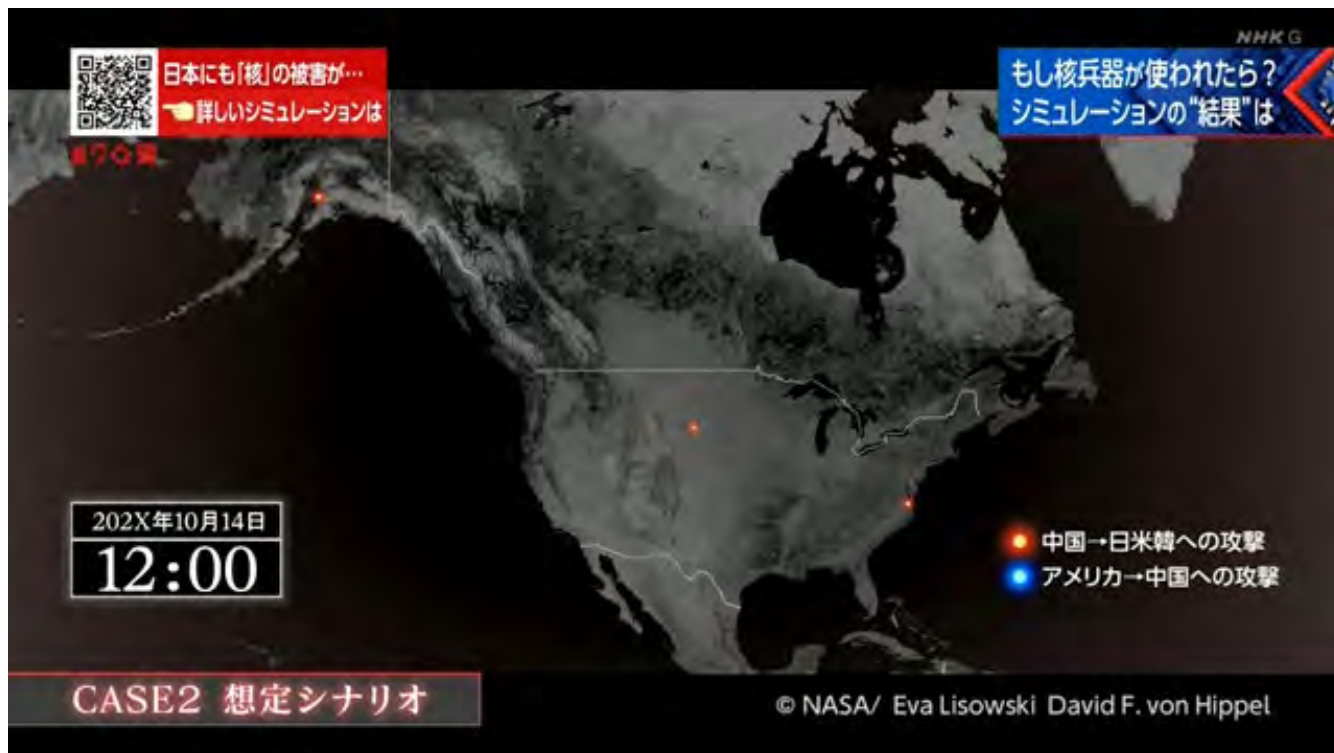 NHK G
日本にも「核」の被害が…
👈詳しいシミュレーションは
もし核兵器が使われたら？
シミュレーションの“結果”は
202X年10月14日
12:00
中国→日米韓への攻撃
アメリカ→中国への攻撃
CASE2 想定シナリオ
© NASA/ Eva Lisowski David F. von Hippel